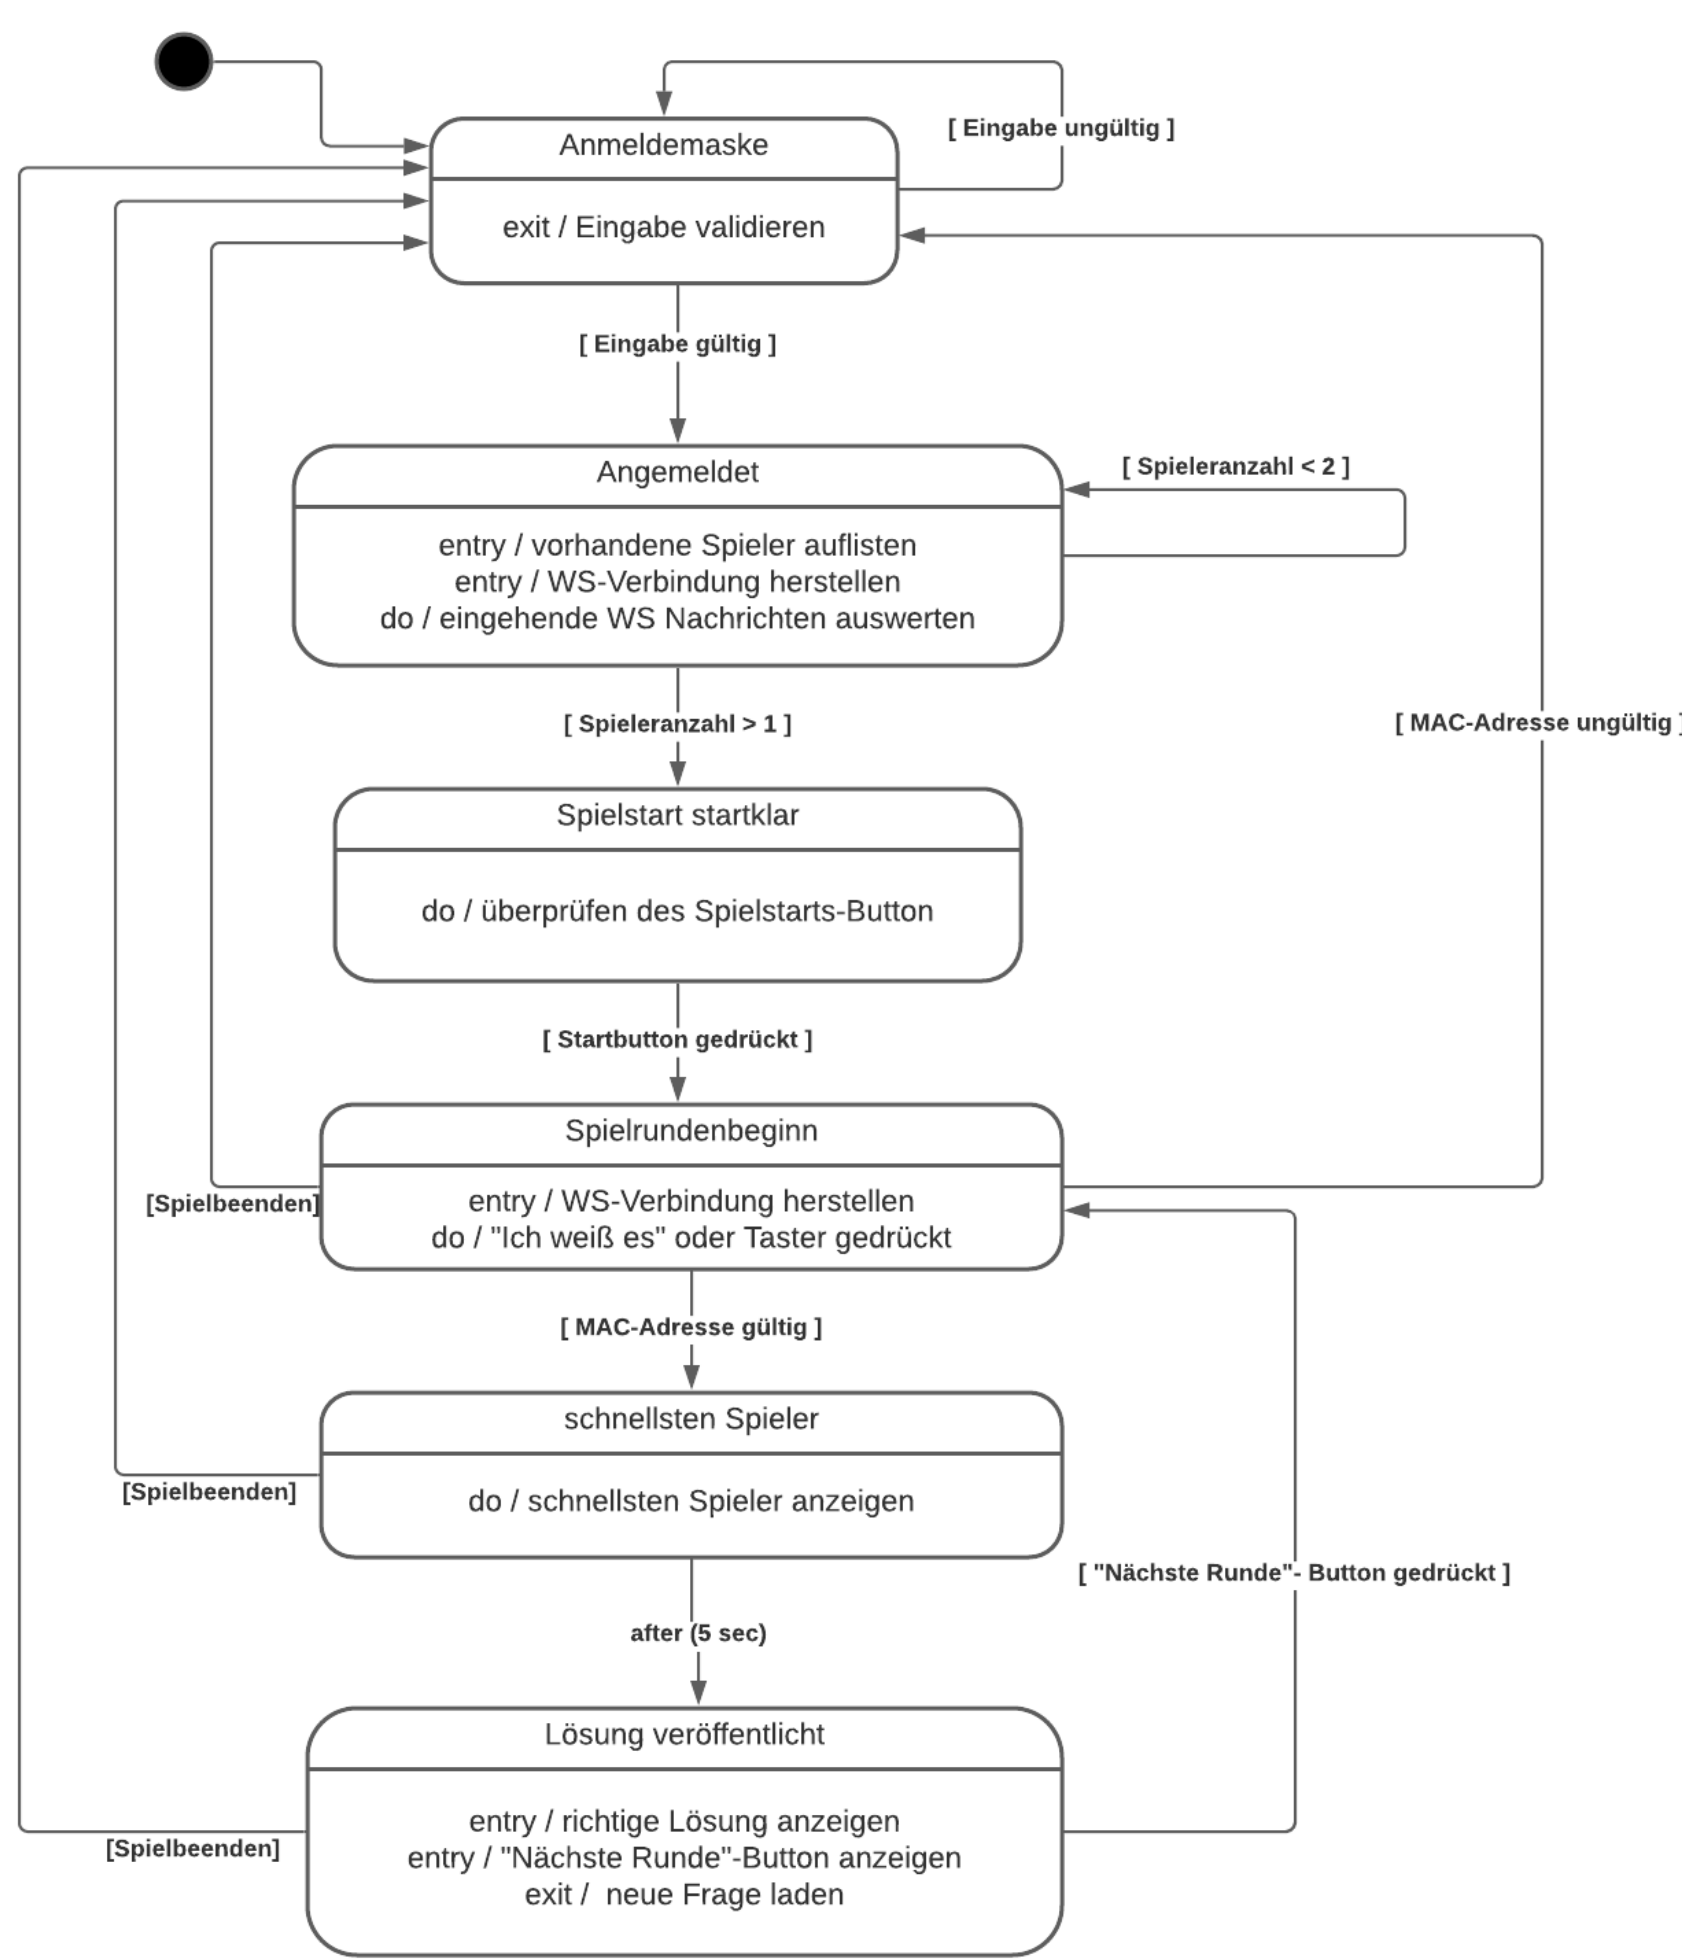 [ Eingabe ungültig ]
Anmeldemaske
exit / Eingabe validieren
[ Eingabe gültig ]
[ Spieleranzahl < 2 ]
Angemeldet
entry / vorhandene Spieler auflisten
entry / WS-Verbindung herstellen
do / eingehende WS Nachrichten auswerten
[ Spieleranzahl > 1 ]
[ MAC-Adresse ungültig ]
Spielstart startklar
do / überprüfen des Spielstarts-Button
[ Startbutton gedrückt ]
Spielrundenbeginn
[Spielbeenden]
entry / WS-Verbindung herstellen
do / "Ich weiß es" oder Taster gedrückt
[ MAC-Adresse gültig ]
schnellsten Spieler
[Spielbeenden]
do / schnellsten Spieler anzeigen
[ "Nächste Runde"- Button gedrückt ]
after (5 sec)
Lösung veröffentlicht
entry / richtige Lösung anzeigen
[Spielbeenden]
entry / "Nächste Runde"-Button anzeigen
exit /  neue Frage laden